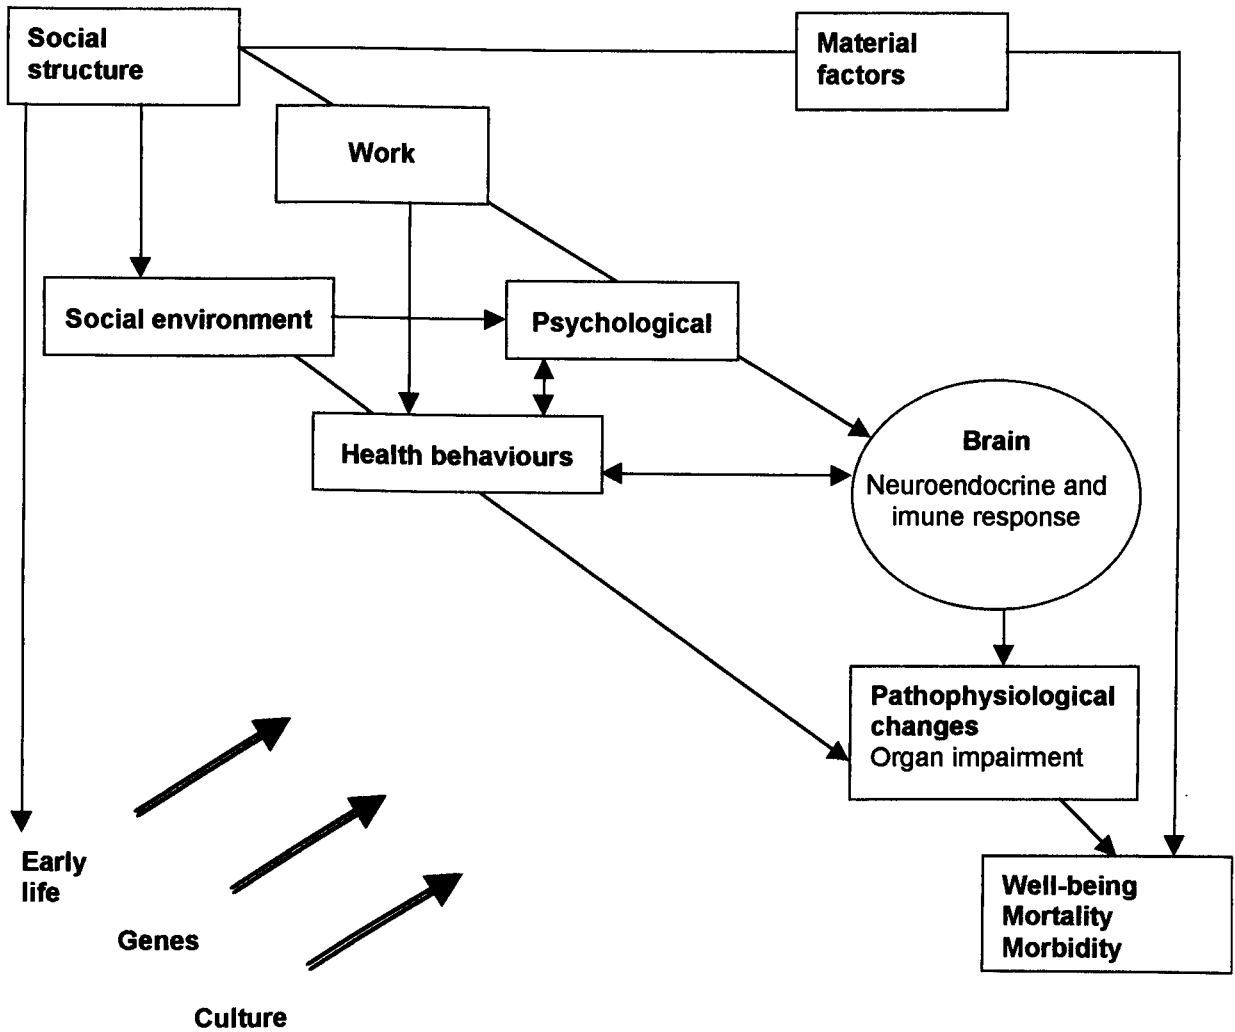 Social
structure
Material
factors
Work
Social environment
Psychological
Health behaviours
Brain
Neuroendocrine and
imune response
Pathophysiological
changes
Organ impairment
Early
life
Genes
Culture
Well-being
Mortality
Morbidity